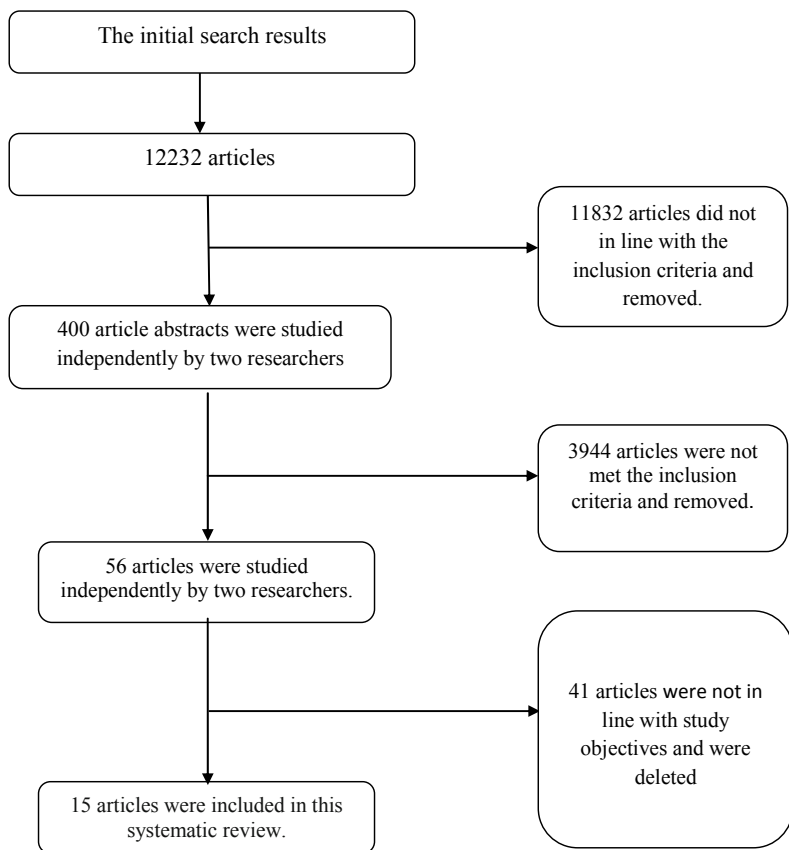 The initial search results
12232 articles
11832 articles did not
in line with the
inclusion criteria and
removed.
400 article abstracts were studied
independently by two researchers
3944 articles were not
met the inclusion
criteria and removed.
56 articles were studied
independently by two researchers.
41 articles were not in
line with study
objectives and were
deleted
15 articles were included in this
systematic review.